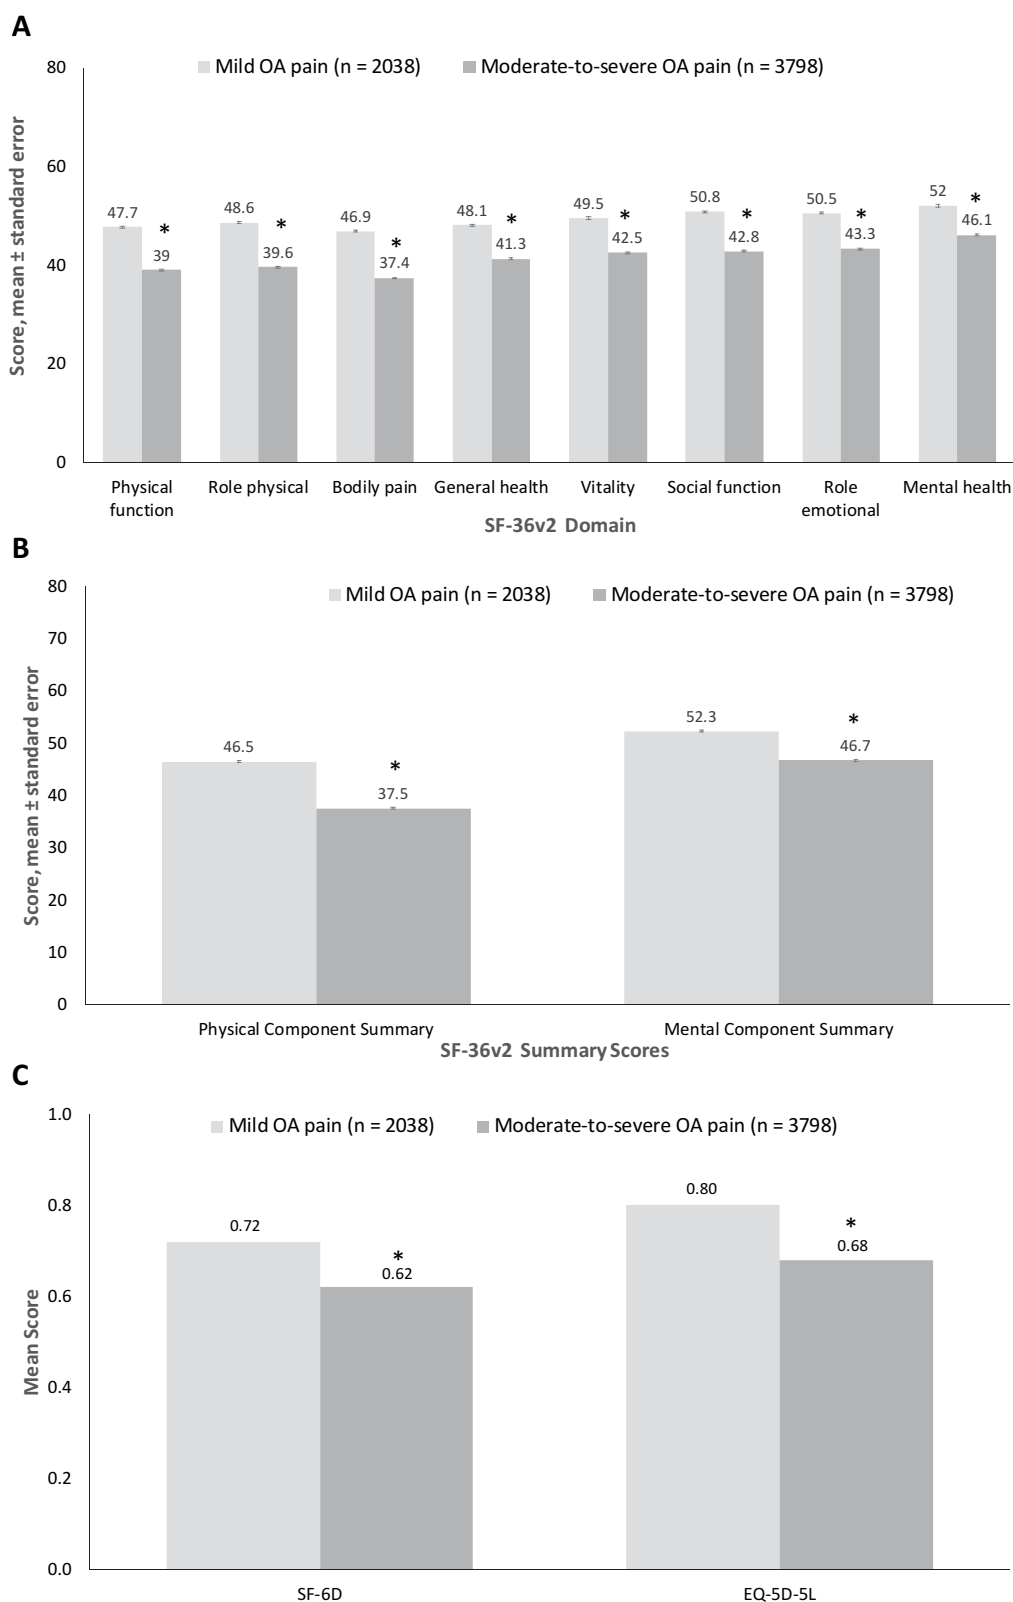 A
Mild OA pain (n = 2038) Moderate-to-severe OA pain (n = 3798)
Score, mean ± standard error
80
60
40
20
0
47.7 * 39
48.6 * 39.6
46.9 * 37.4
48.1 * 41.3
49.5 * 42.5
50.8 * 42.8
50.5 * 43.3
52 * 46.1
Physical function
Role physical
Bodily pain
General health
Vitality
Social function
Role emotional
Mental health
SF-36v2 Domain
B
Mild OA pain (n = 2038) Moderate-to-severe OA pain (n = 3798)
Score, mean ± standard error
80
70
60
50
40
30
20
10
0
46.5 * 37.5
52.3 * 46.7
Physical Component Summary
Mental Component Summary
SF-36v2 Summary Scores
C
Mild OA pain (n = 2038) Moderate-to-severe OA pain (n = 3798)
Mean Score
1.0
0.8
0.6
0.4
0.2
0.0
0.72 * 0.62
0.80 * 0.68
SF-6D
EQ-5D-5L